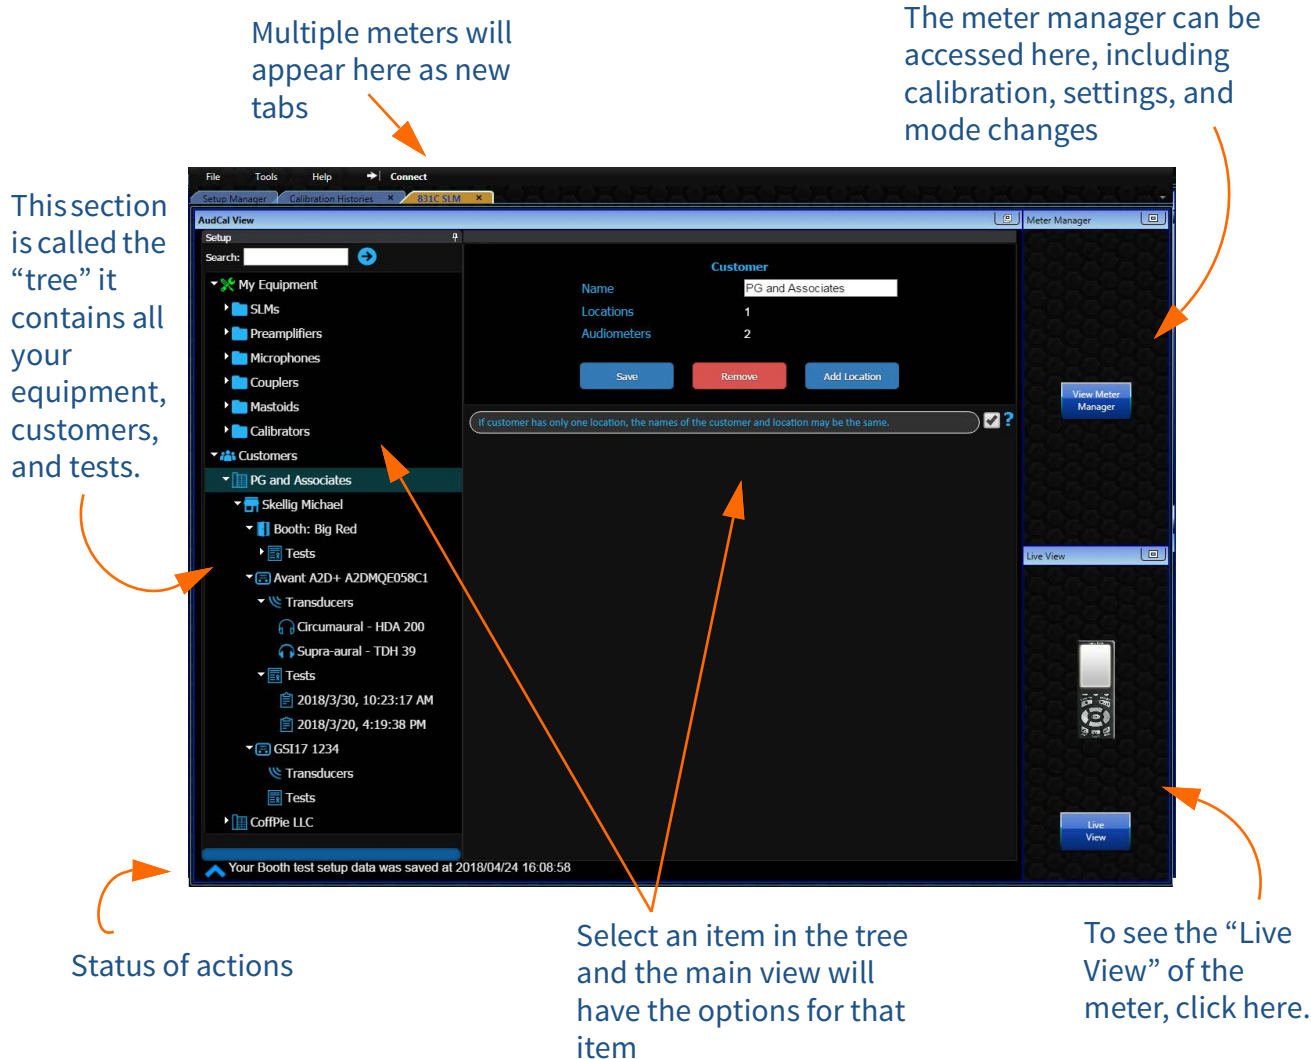 Multiple meters will
appear here as new
tabs
The meter manager can be
accessed here, including
calibration, settings, and
mode changes
This section
is called the
“tree” it
contains all
your
equipment,
customers,
and tests.
File Tools Help Connect
Setup Manager Calibration Histories × 831C SLM ×
AudCal View
Meter Manager
Setup
Search:
My Equipment
SLMs
Preamplifiers
Microphones
Couplers
Mastoids
Calibrators
Customers
PG and Associates
Skellig Michael
Booth: Big Red
Tests
Avant A2D+ A2DMQE058C1
Transducers
Circumaural - HDA 200
Supra-aural - TDH 39
Tests
2018/3/30, 10:23:17 AM
2018/3/20, 4:19:38 PM
GSI17 1234
Transducers
Tests
CoffPie LLC
Customer
Name PG and Associates
Locations 1
Audiometers 2
Save Remove Add Location
If customer has only one location, the names of the customer and location may be the same. ?
View Meter
Manager
Live View
Live
View
Your Booth test setup data was saved at 2018/04/24 16:08:58
Status of actions
Select an item in the tree
and the main view will
have the options for that
item
To see the “Live
View” of the
meter, click here.